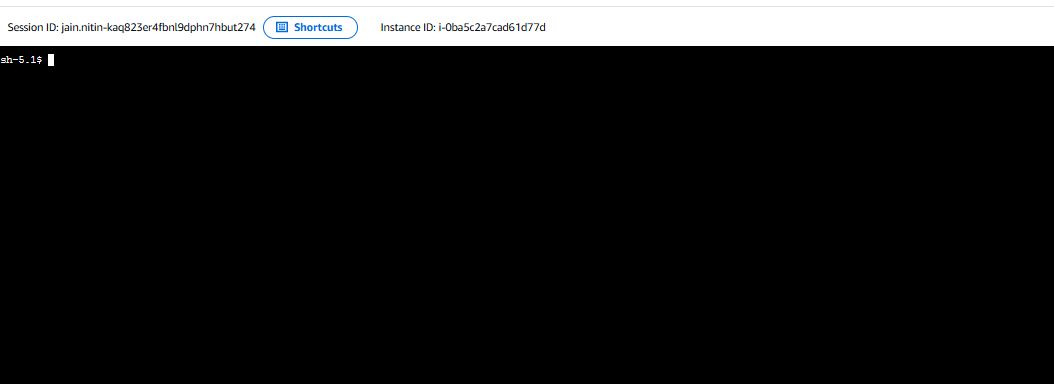 Session ID: jain.nitin-kaq823er4fbnl9dphn7hbut274 Shortcuts Instance ID: i-0ba5c2a7cad61d77d
sh-5.1$